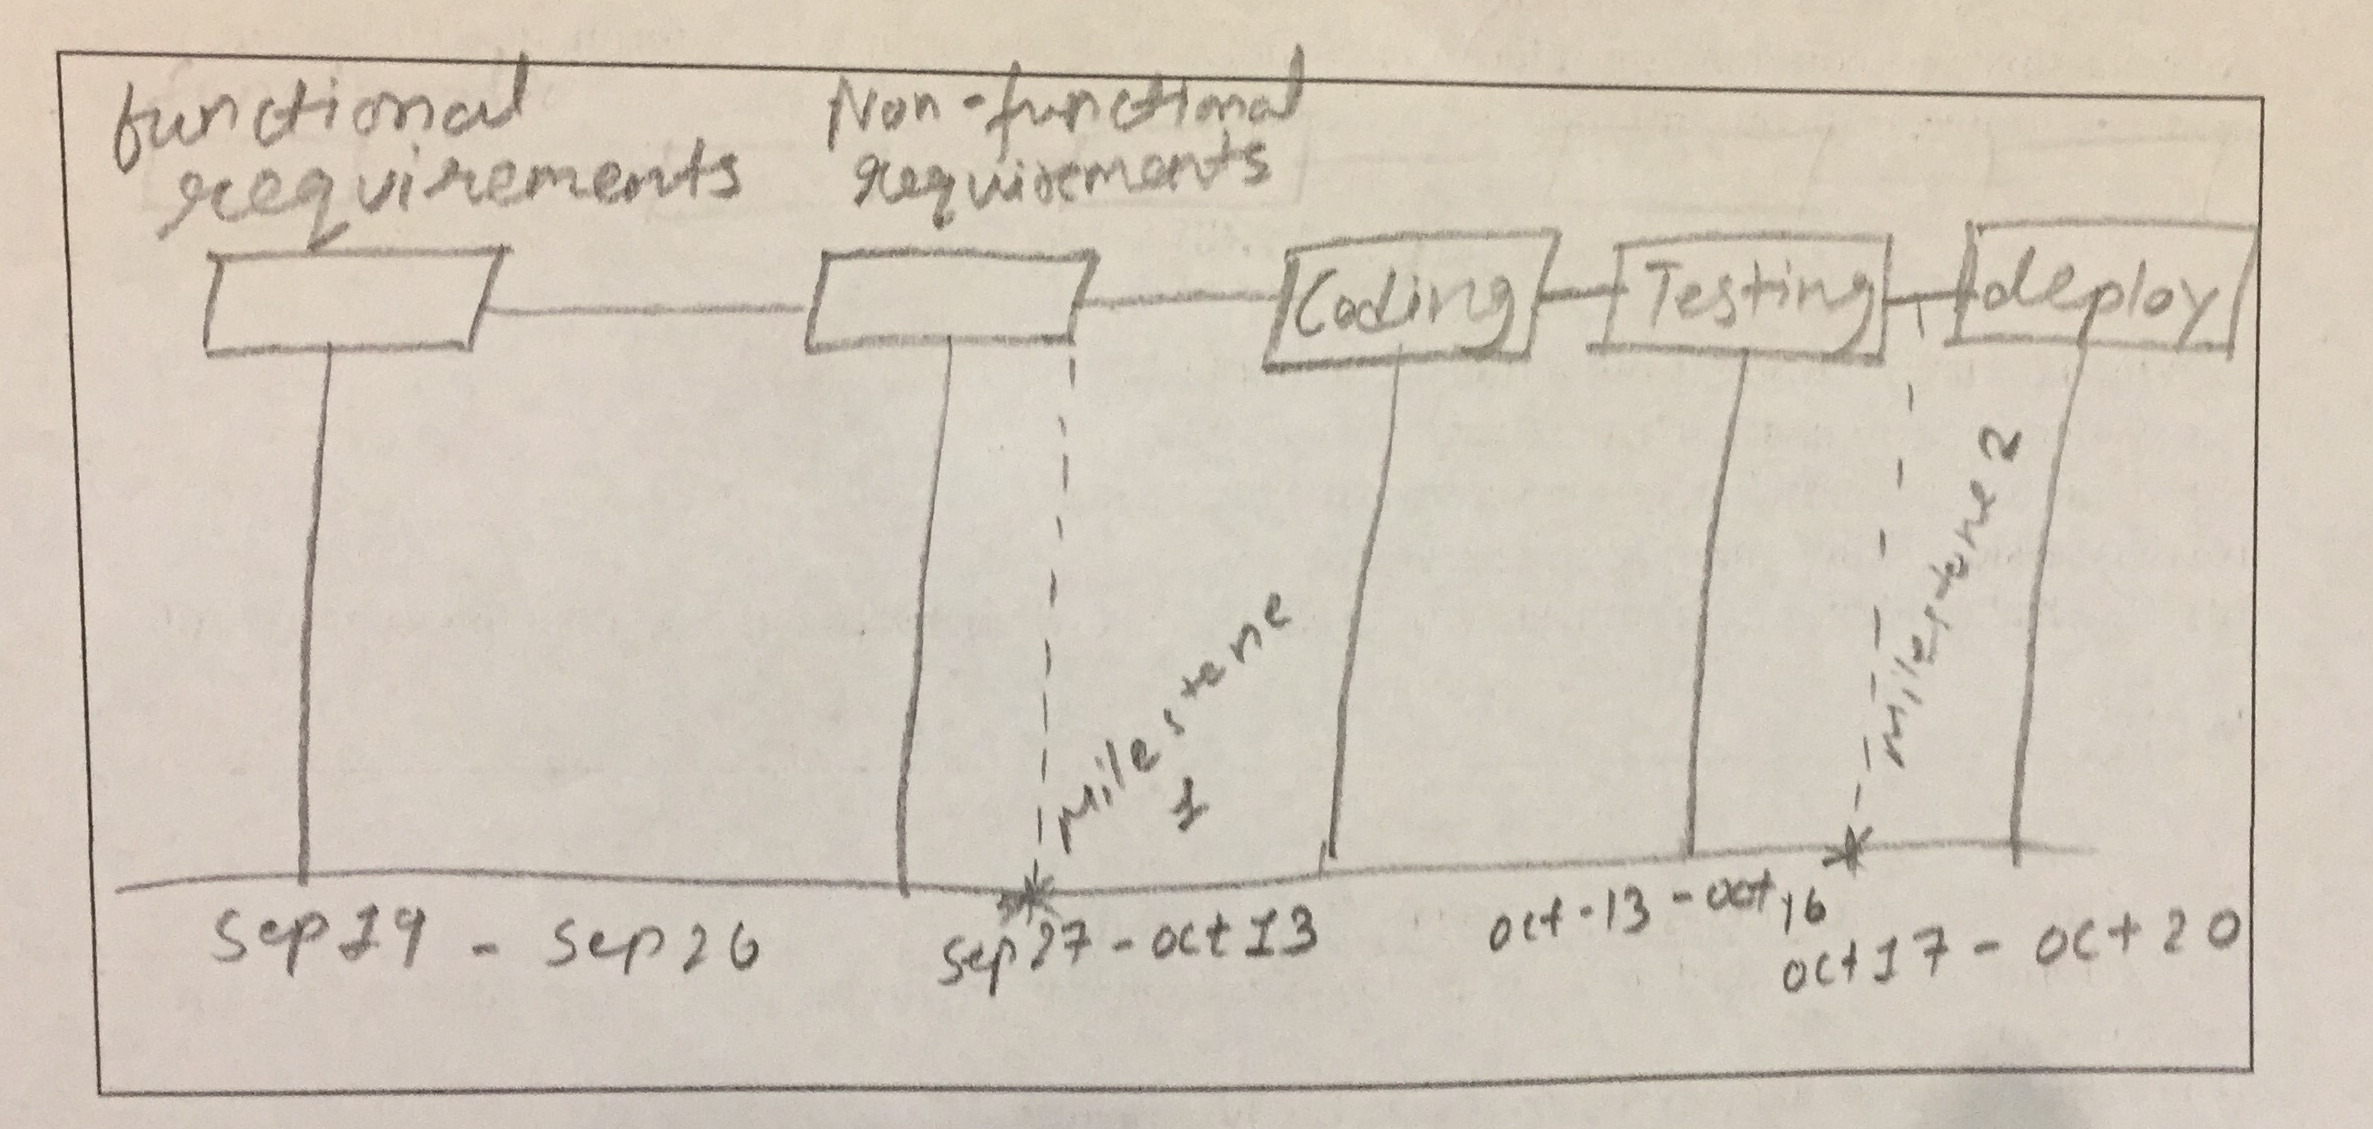 functional
requirements
Non-functional
requirements
Coding
Testing
deploy
Milestone
1
Milestone 2
Sep 19 - Sep 26
Sep 27 - oct 13
oct-13 - oct 16
oct 17 - oct 20